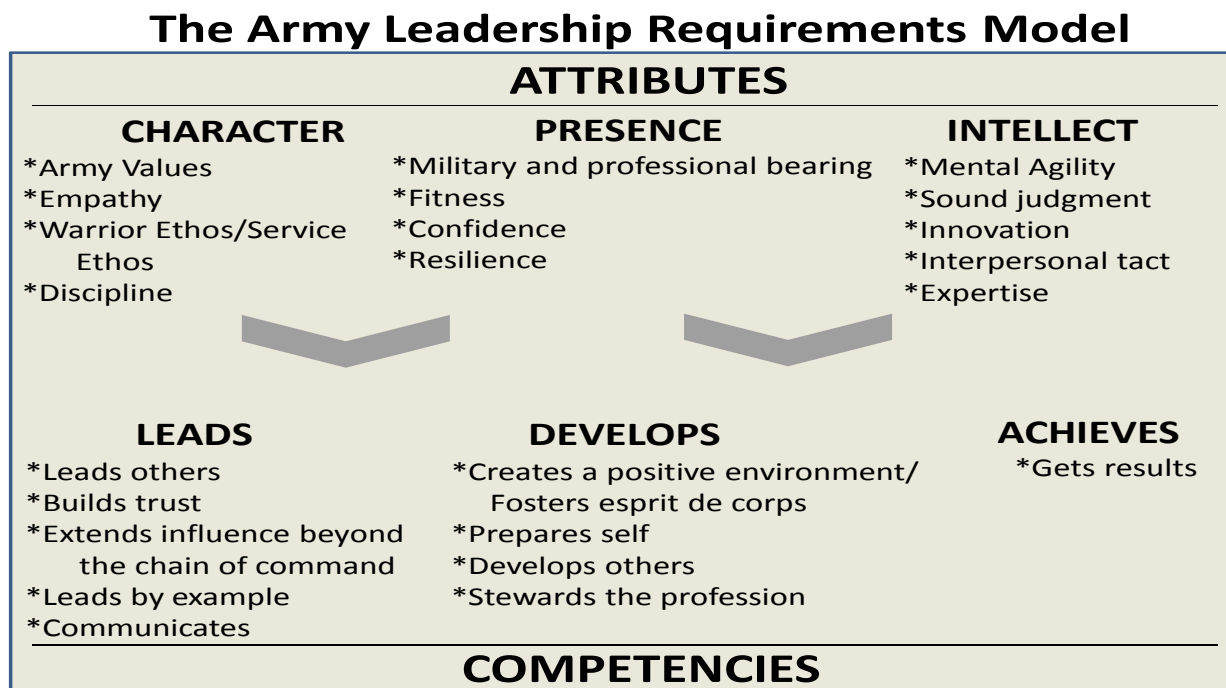 The Army Leadership Requirements Model
ATTRIBUTES
CHARACTER
*Army Values
*Empathy
*Warrior Ethos/Service
Ethos
*Discipline
PRESENCE
*Military and professional bearing
*Fitness
*Confidence
*Resilience
INTELLECT
*Mental Agility
*Sound judgment
*Innovation
*Interpersonal tact
*Expertise
LEADS
*Leads others
*Builds trust
*Extends influence beyond
the chain of command
*Leads by example
*Communicates
DEVELOPS
*Creates a positive environment/
Fosters esprit de corps
*Prepares self
*Develops others
*Stewards the profession
ACHIEVES
*Gets results
COMPETENCIES